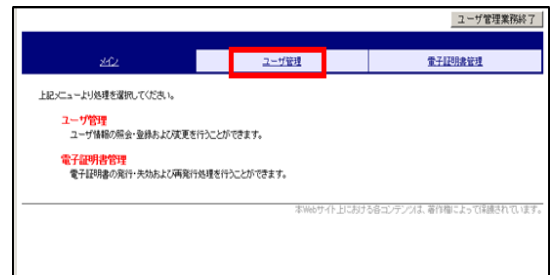 ユーザ管理業務終了
メイン
ユーザ管理
電子証明書管理
上記メニューより処理を選択してください。
ユーザ管理
ユーザ情報の照会・登録および変更を行うことができます。
電子証明書管理
電子証明書の発行・失効および再発行処理を行うことができます。
本Webサイト上における各コンテンツは、著作権によって保護されています。